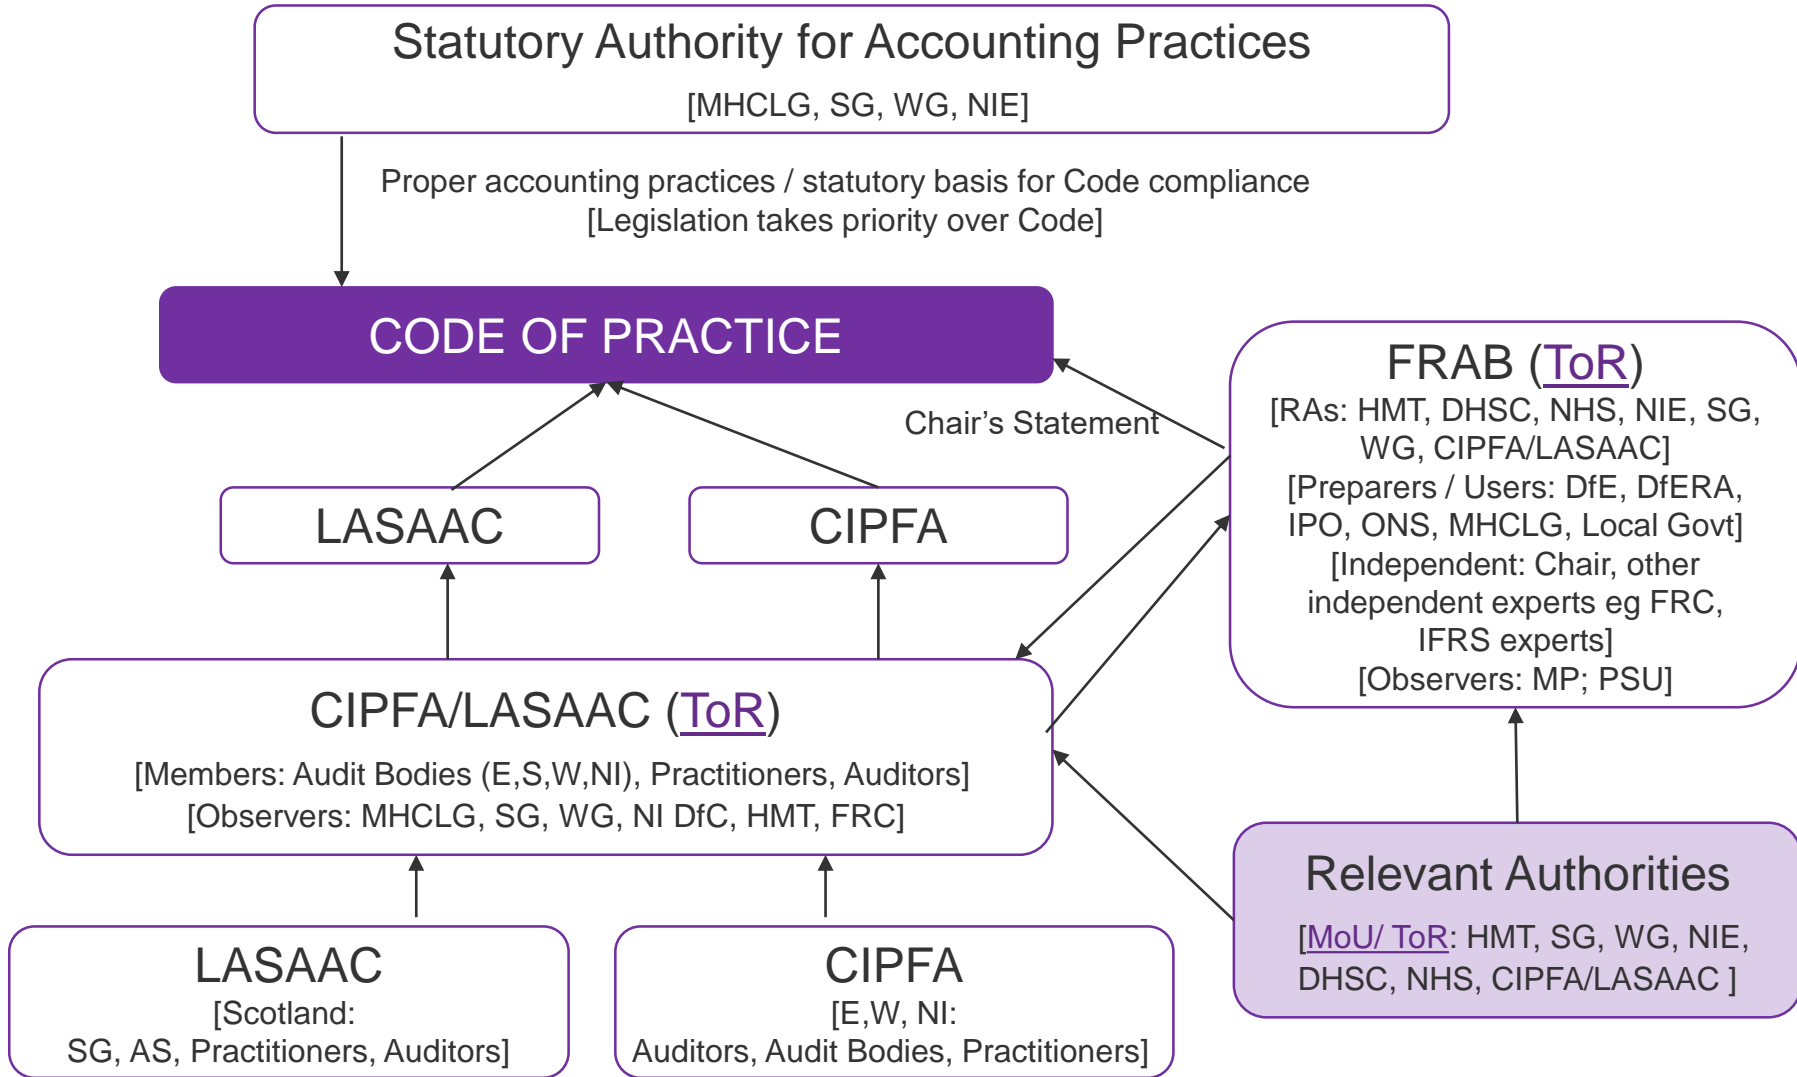 Statutory Authority for Accounting Practices
[MHCLG, SG, WG, NIE]
Proper accounting practices / statutory basis for Code compliance
[Legislation takes priority over Code]
CODE OF PRACTICE
Chair’s Statement
FRAB (ToR)
[RAs: HMT, DHSC, NHS, NIE, SG,
WG, CIPFA/LASAAC]
[Preparers / Users: DfE, DfERA,
IPO, ONS, MHCLG, Local Govt]
[Independent: Chair, other
independent experts eg FRC,
IFRS experts]
[Observers: MP; PSU]
LASAAC
CIPFA
CIPFA/LASAAC (ToR)
[Members: Audit Bodies (E,S,W,NI), Practitioners, Auditors]
[Observers: MHCLG, SG, WG, NI DfC, HMT, FRC]
Relevant Authorities
[MoU/ ToR: HMT, SG, WG, NIE,
DHSC, NHS, CIPFA/LASAAC ]
LASAAC
[Scotland:
SG, AS, Practitioners, Auditors]
CIPFA
[E,W, NI:
Auditors, Audit Bodies, Practitioners]